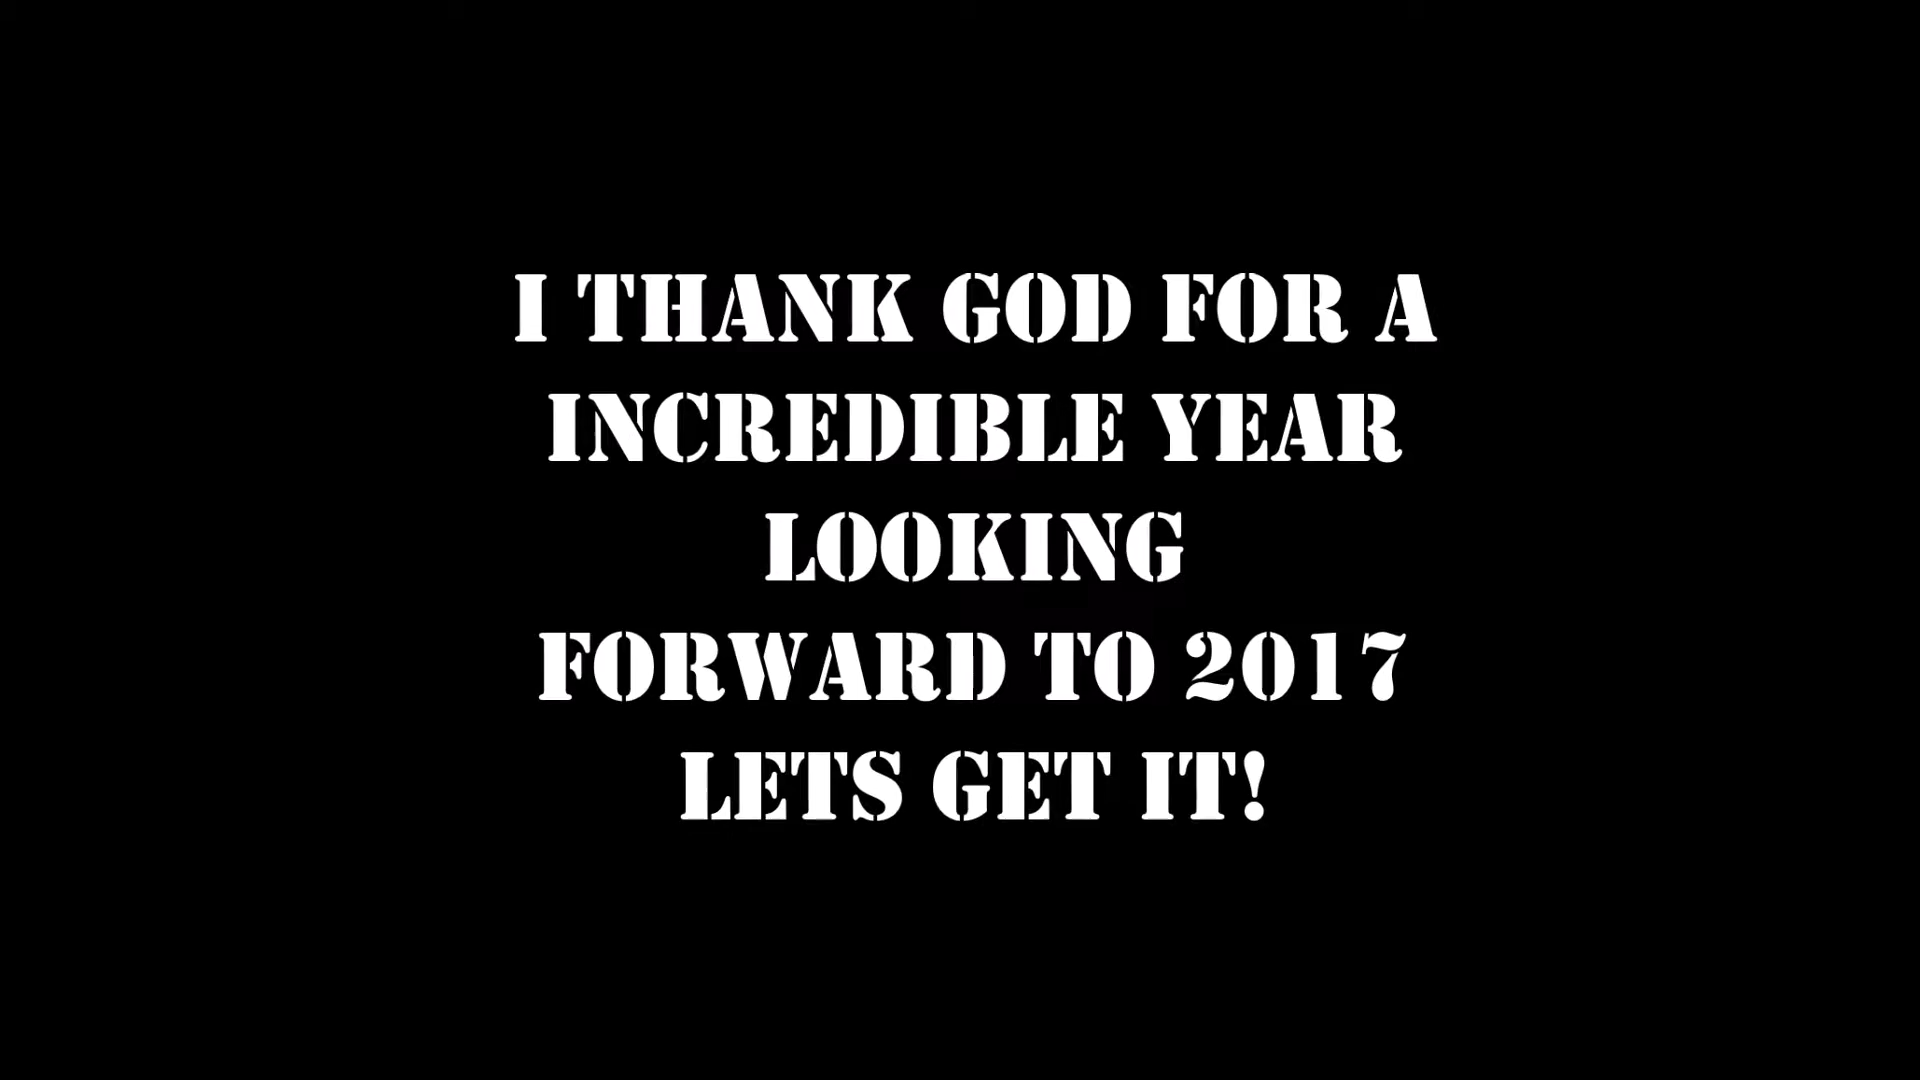 I THANK GOD FOR A
INCREDIBLE YEAR
LOOKING
FORWARD TO 2017
LETS GET IT!